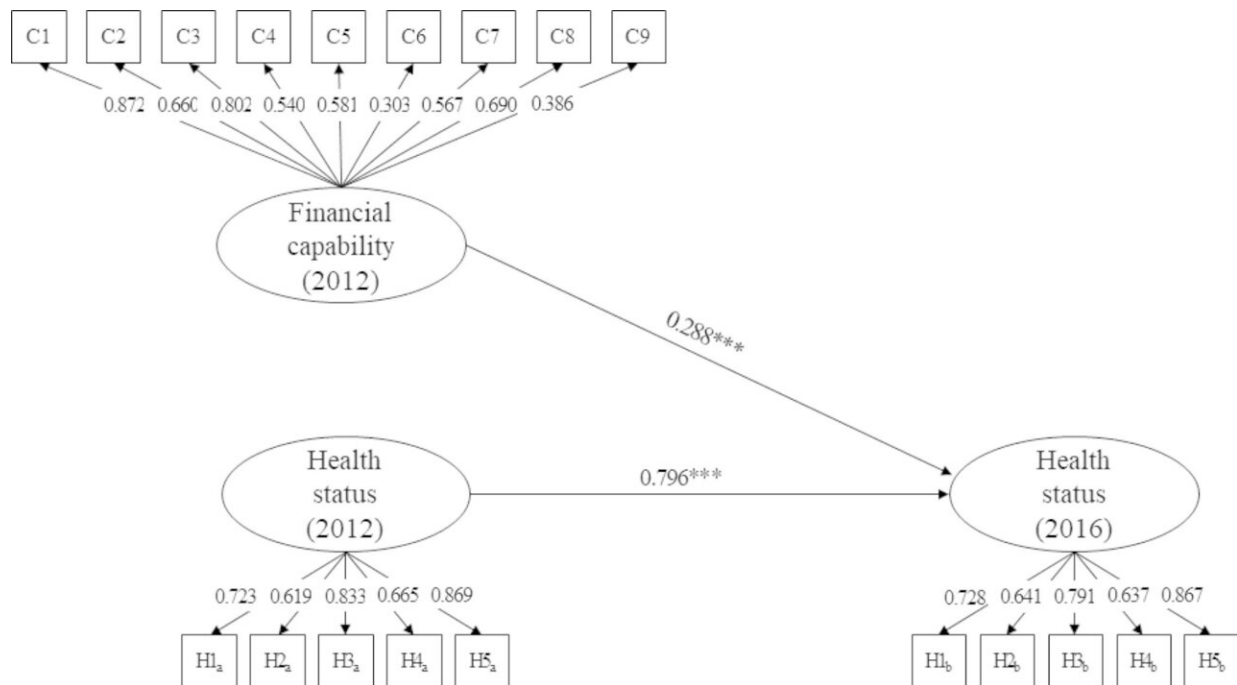 C1 C2 C3 C4 C5 C6 C7 C8 C9
0.872 0.660 0.802 0.540 0.581 0.303 0.567 0.690 0.386
Financial
capability
(2012)
0.288***
Health
status
(2012)
0.796***
Health
status
(2016)
0.723 0.619 0.833 0.665 0.869
0.728 0.641 0.791 0.637 0.867
H1a H2a H3a H4a H5a
H1b H2b H3b H4b H5b